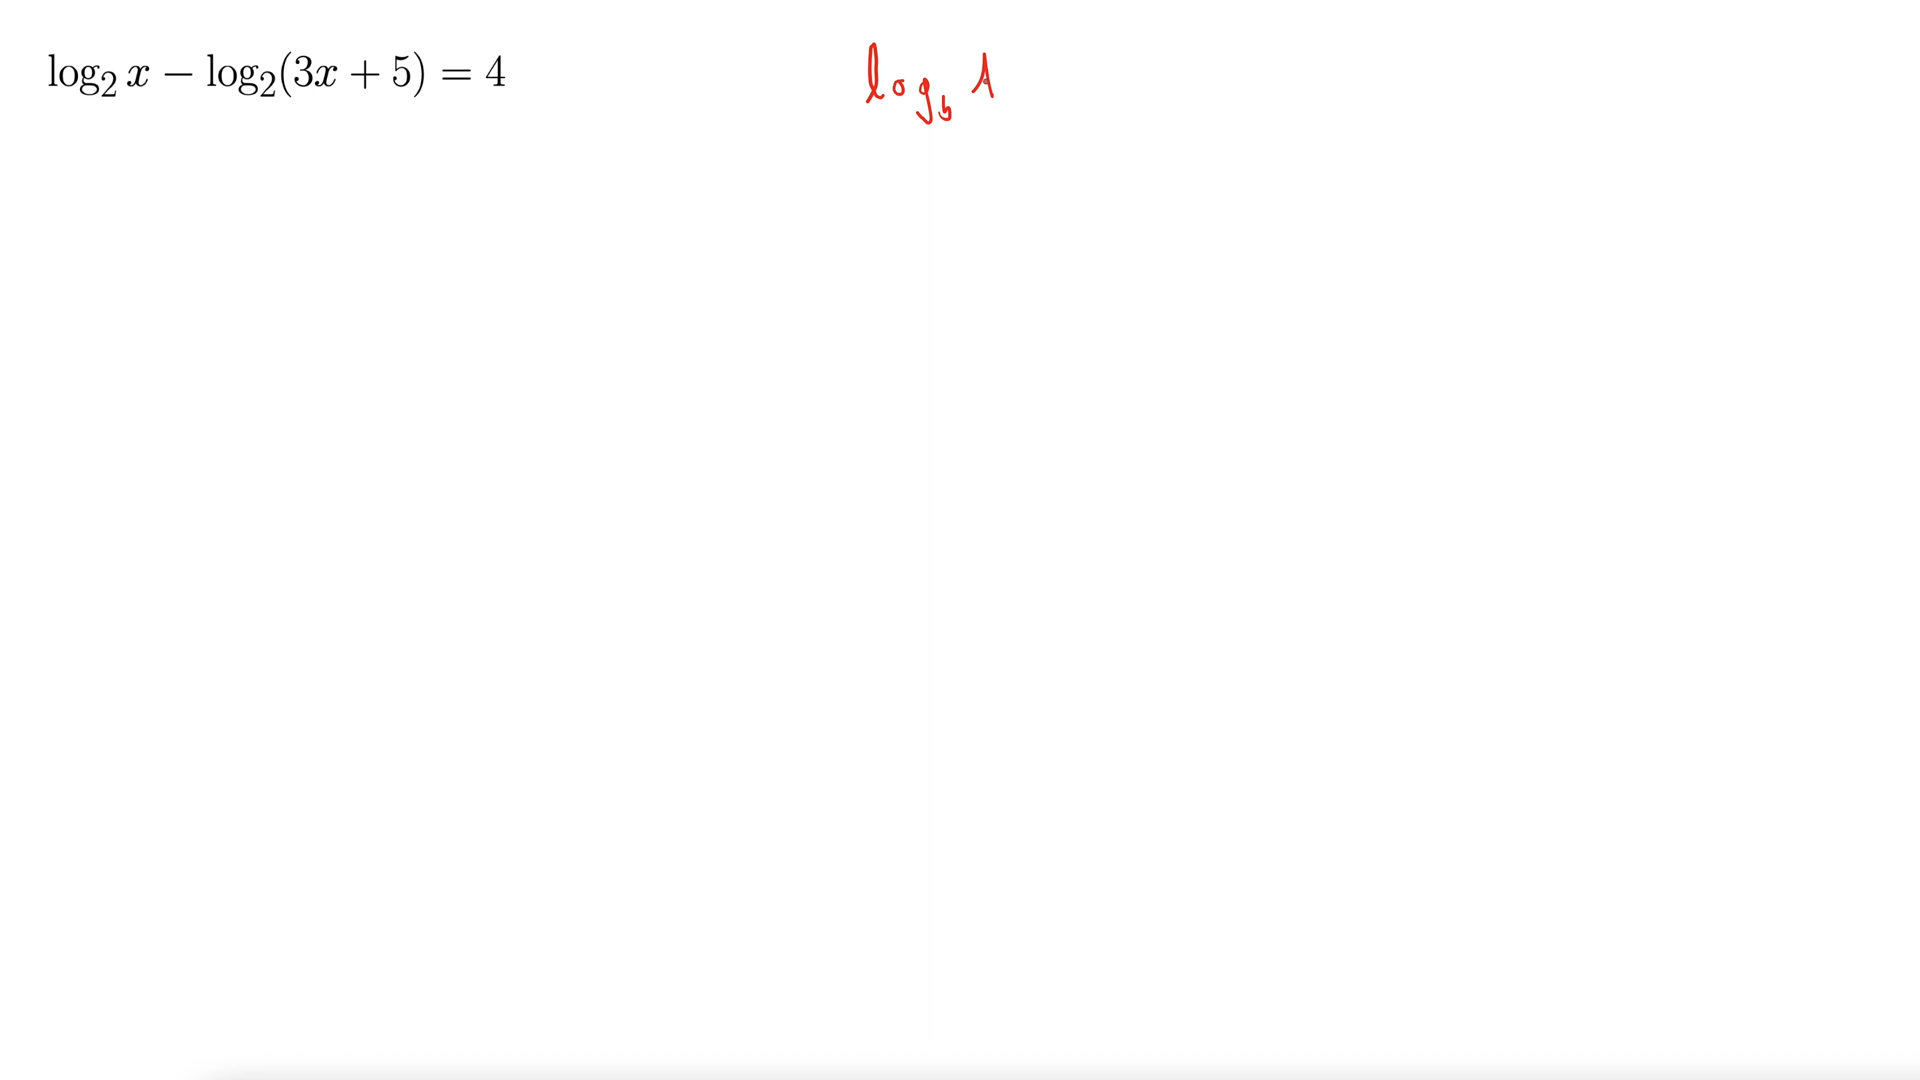 log₂ x − log₂(3x + 5) = 4
log_b A